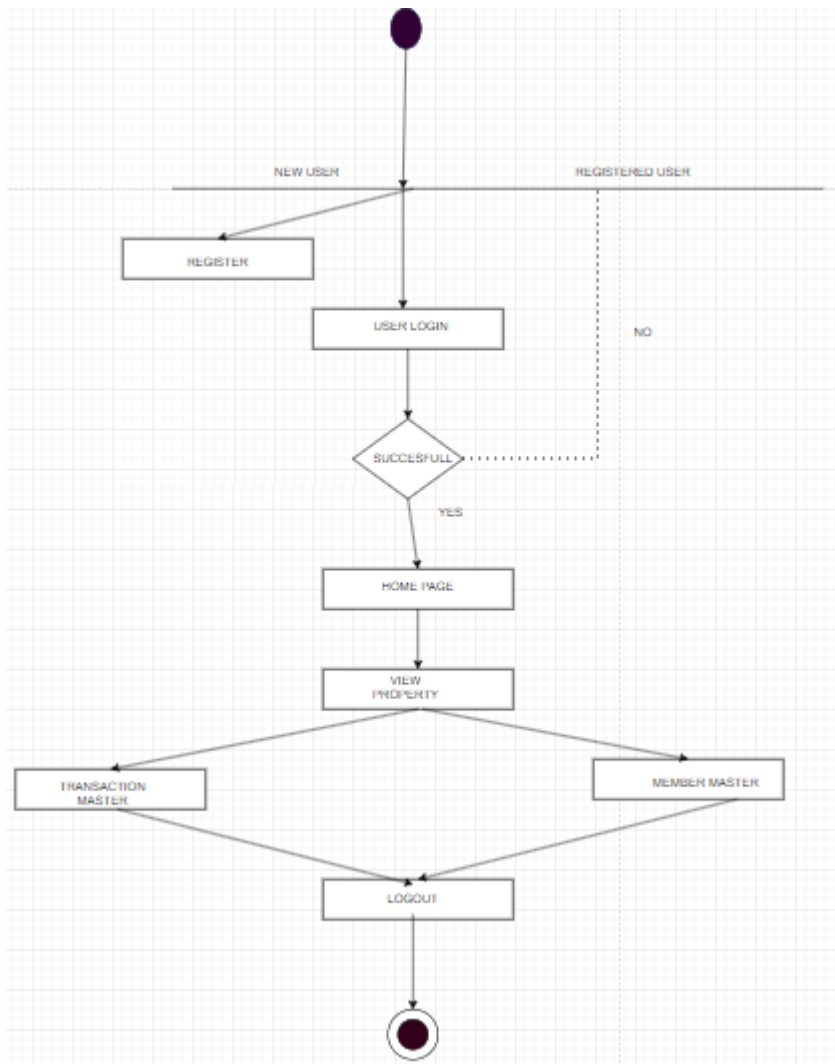 NEW USER
REGISTERED USER
REGISTER
USER LOGIN
NO
SUCCESFULL
YES
HOME PAGE
VIEW
PROPERTY
TRANSACTION
MASTER
MEMBER MASTER
LOGOUT